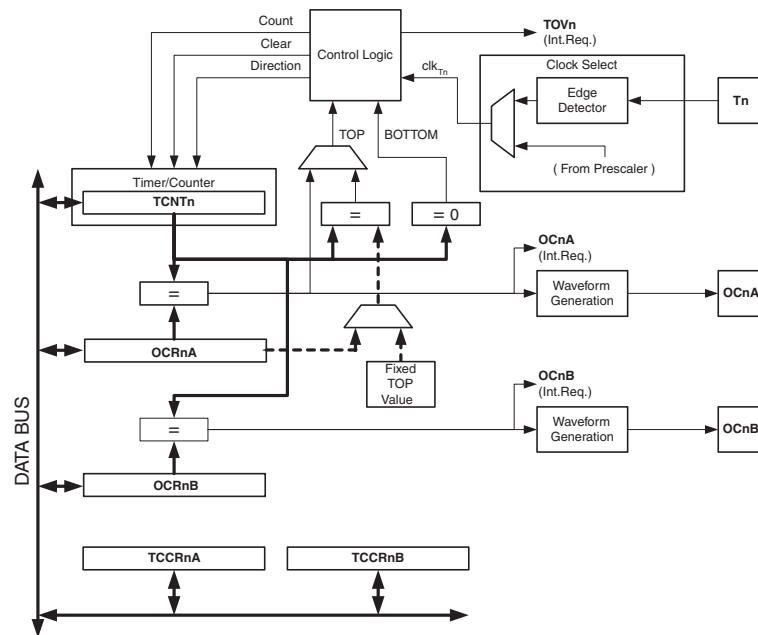 Count
Clear
Direction
Control Logic
TOVn
(Int.Req.)
clkTn
Clock Select
Edge
Detector
Tn
( From Prescaler )
TOP
BOTTOM
Timer/Counter
TCNTn
=
= 0
OCnA
(Int.Req.)
=
Waveform
Generation
OCnA
OCRnA
Fixed
TOP
Value
OCnB
(Int.Req.)
=
Waveform
Generation
OCnB
OCRnB
DATA BUS
TCCRnA
TCCRnB